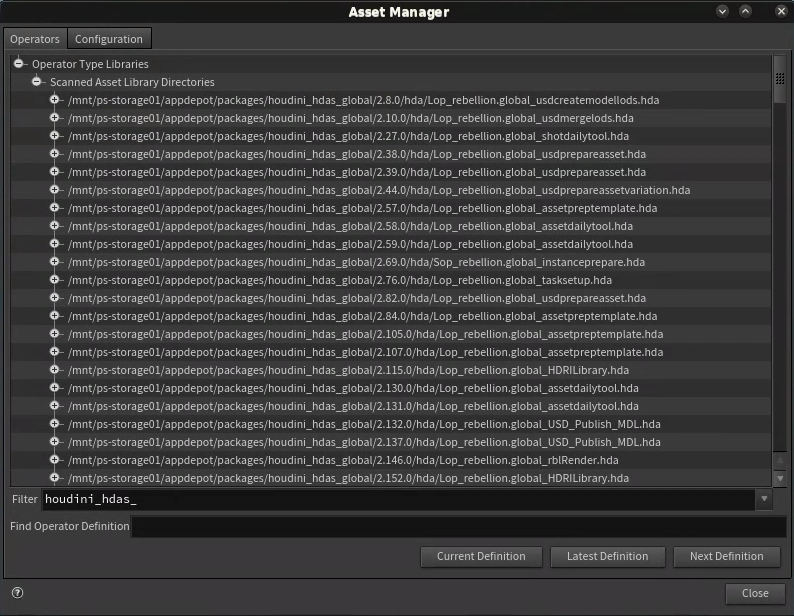 Asset Manager
Operators Configuration
Operator Type Libraries
Scanned Asset Library Directories
/mnt/ps-storage01/appdepot/packages/houdini_hdas_global/2.8.0/hda/Lop_rebellion.global_usdcreatemodellods.hda
/mnt/ps-storage01/appdepot/packages/houdini_hdas_global/2.10.0/hda/Lop_rebellion.global_usdmergelods.hda
/mnt/ps-storage01/appdepot/packages/houdini_hdas_global/2.27.0/hda/Lop_rebellion.global_shotdailytool.hda
/mnt/ps-storage01/appdepot/packages/houdini_hdas_global/2.38.0/hda/Lop_rebellion.global_usdprepareasset.hda
/mnt/ps-storage01/appdepot/packages/houdini_hdas_global/2.39.0/hda/Lop_rebellion.global_usdprepareasset.hda
/mnt/ps-storage01/appdepot/packages/houdini_hdas_global/2.44.0/hda/Lop_rebellion.global_usdprepareassetvariation.hda
/mnt/ps-storage01/appdepot/packages/houdini_hdas_global/2.57.0/hda/Lop_rebellion.global_assetpreptemplate.hda
/mnt/ps-storage01/appdepot/packages/houdini_hdas_global/2.58.0/hda/Lop_rebellion.global_assetdailytool.hda
/mnt/ps-storage01/appdepot/packages/houdini_hdas_global/2.59.0/hda/Lop_rebellion.global_assetdailytool.hda
/mnt/ps-storage01/appdepot/packages/houdini_hdas_global/2.69.0/hda/Sop_rebellion.global_instanceprepare.hda
/mnt/ps-storage01/appdepot/packages/houdini_hdas_global/2.76.0/hda/Lop_rebellion.global_tasksetup.hda
/mnt/ps-storage01/appdepot/packages/houdini_hdas_global/2.82.0/hda/Lop_rebellion.global_usdprepareasset.hda
/mnt/ps-storage01/appdepot/packages/houdini_hdas_global/2.84.0/hda/Lop_rebellion.global_assetpreptemplate.hda
/mnt/ps-storage01/appdepot/packages/houdini_hdas_global/2.105.0/hda/Lop_rebellion.global_assetpreptemplate.hda
/mnt/ps-storage01/appdepot/packages/houdini_hdas_global/2.107.0/hda/Lop_rebellion.global_assetpreptemplate.hda
/mnt/ps-storage01/appdepot/packages/houdini_hdas_global/2.115.0/hda/Lop_rebellion.global_HDRILibrary.hda
/mnt/ps-storage01/appdepot/packages/houdini_hdas_global/2.130.0/hda/Lop_rebellion.global_assetdailytool.hda
/mnt/ps-storage01/appdepot/packages/houdini_hdas_global/2.131.0/hda/Lop_rebellion.global_assetdailytool.hda
/mnt/ps-storage01/appdepot/packages/houdini_hdas_global/2.132.0/hda/Lop_rebellion.global_USD_Publish_MDL.hda
/mnt/ps-storage01/appdepot/packages/houdini_hdas_global/2.137.0/hda/Lop_rebellion.global_USD_Publish_MDL.hda
/mnt/ps-storage01/appdepot/packages/houdini_hdas_global/2.146.0/hda/Lop_rebellion.global_rblRender.hda
/mnt/ps-storage01/appdepot/packages/houdini_hdas_global/2.152.0/hda/Lop_rebellion.global_HDRILibrary.hda
Filter houdini_hdas_
Find Operator Definition
Current Definition Latest Definition Next Definition
Close